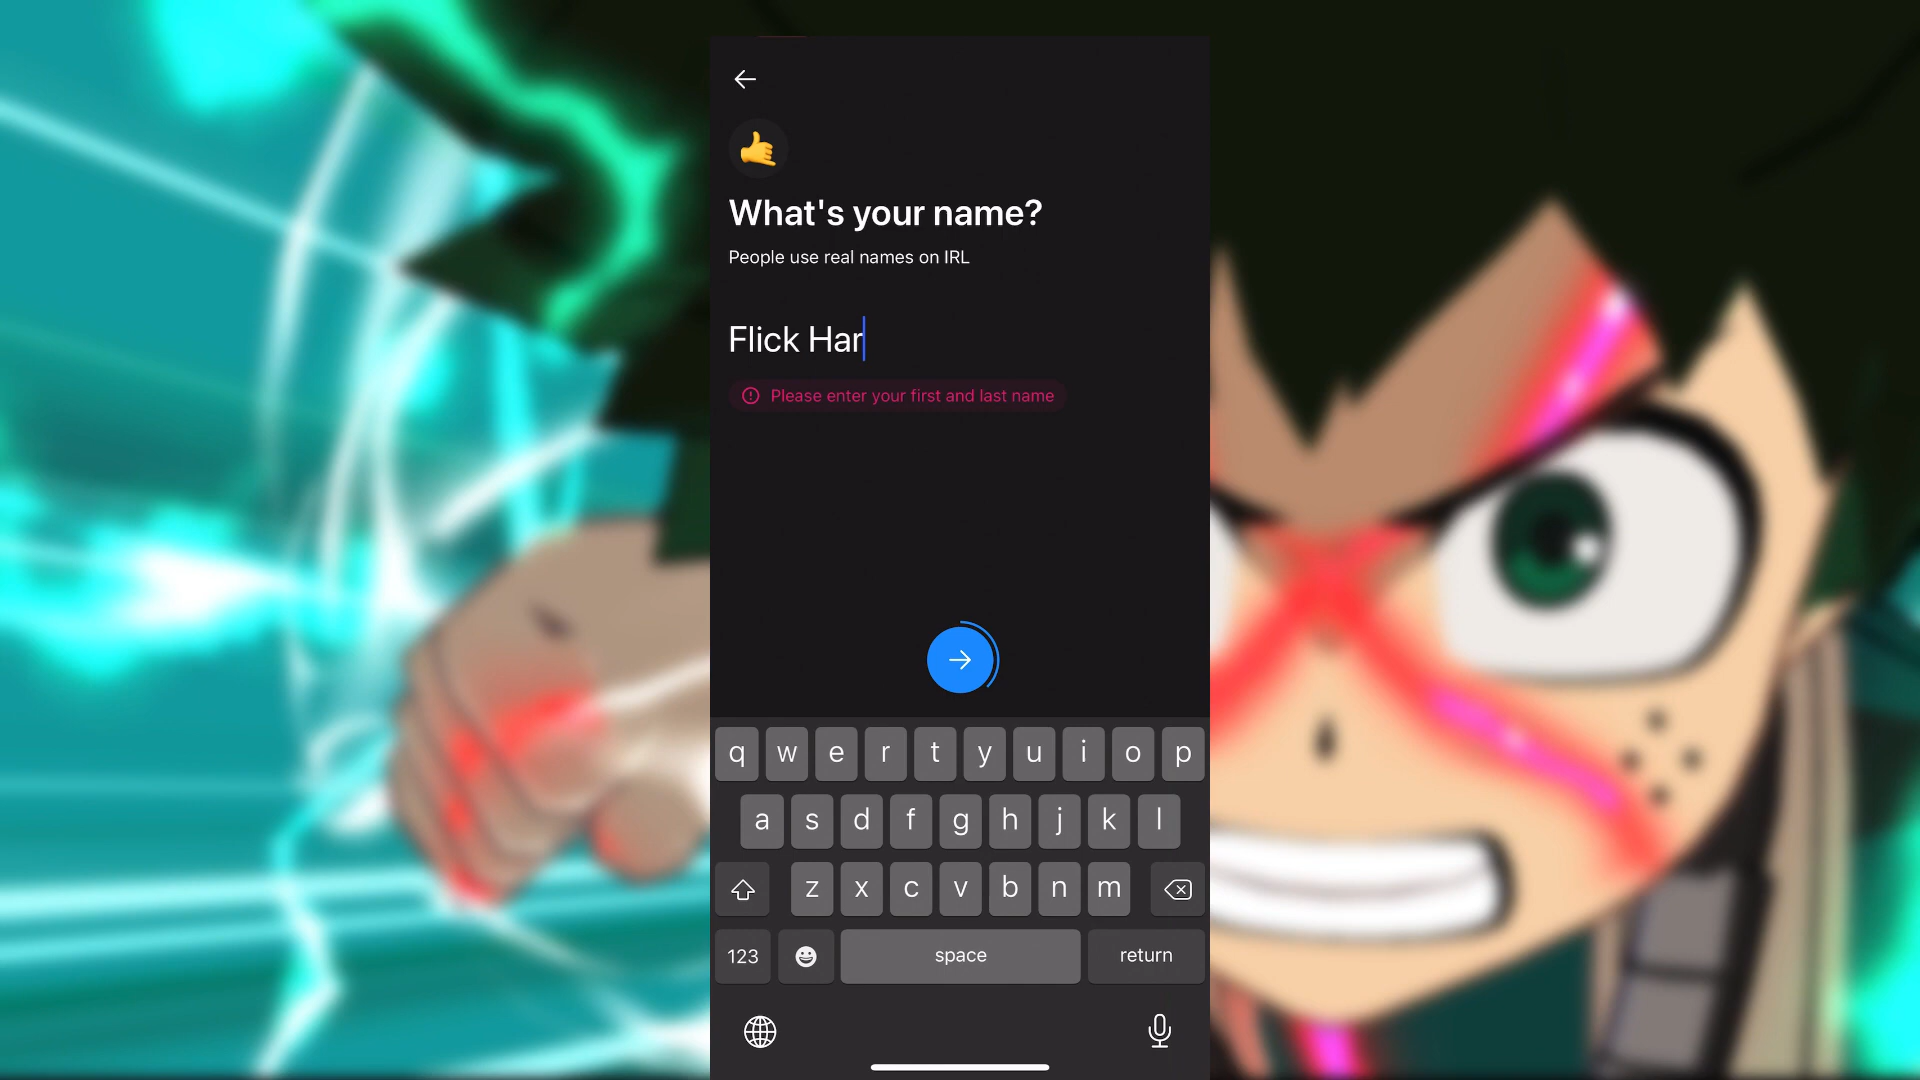 What's your name?
People use real names on IRL
Flick Har
Please enter your first and last name
q w e r t y u i o p
a s d f g h j k l
z x c v b n m
123 space return